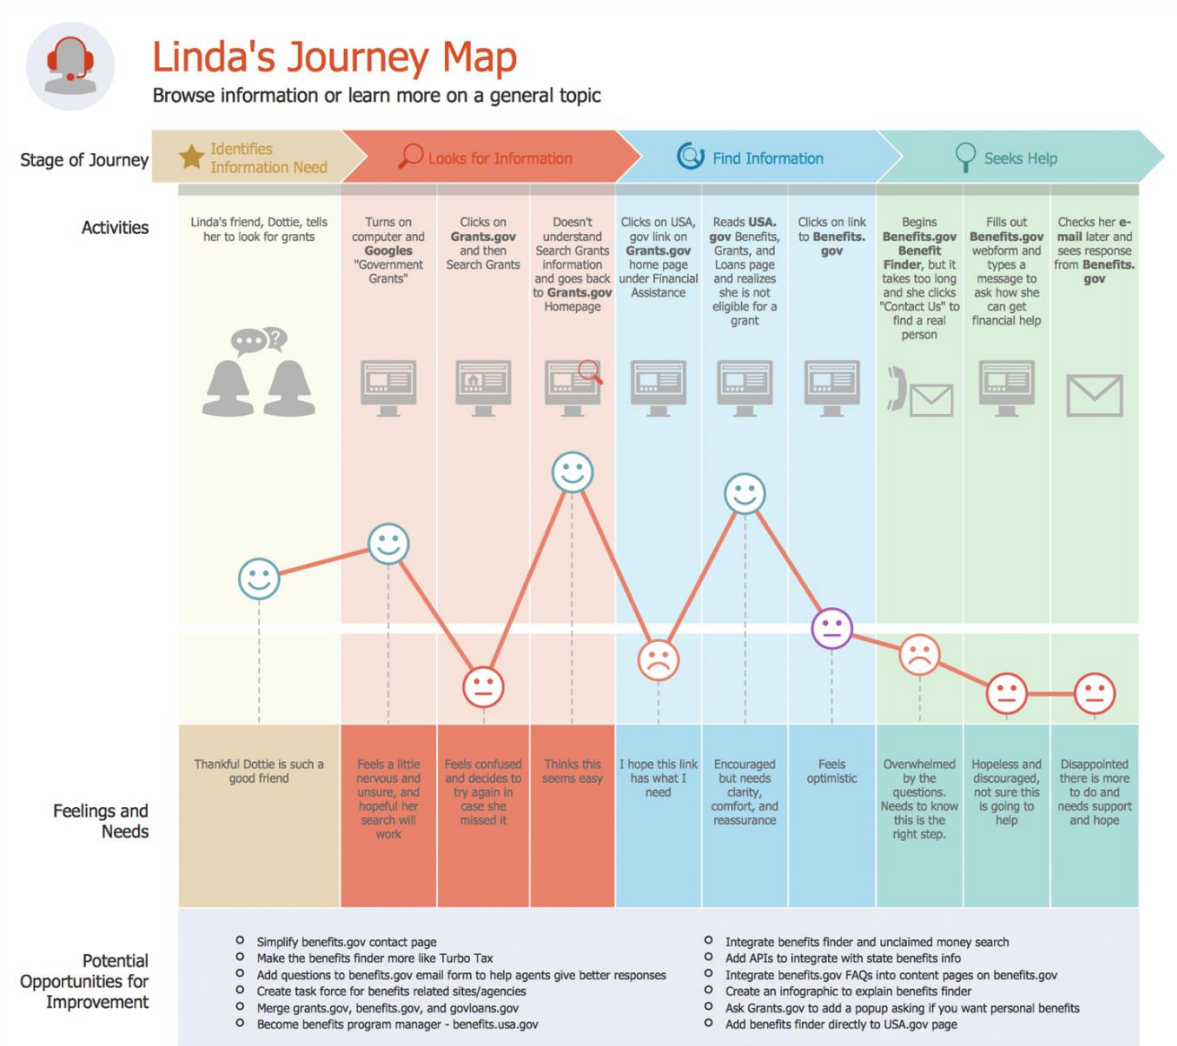 Linda's Journey Map
Browse information or learn more on a general topic
Stage of Journey
Identifies
Information Need
Looks for Information
Find Information
Seeks Help
Activities
Linda's friend, Dottie, tells
her to look for grants
Turns on
computer and
Googles
"Government
Grants"
Clicks on
Grants.gov
and then
Search Grants
Doesn't
understand
Search Grants
information
and goes back
to Grants.gov
Homepage
Clicks on USA,
gov link on
Grants.gov
home page
under Financial
Assistance
Reads USA.
gov Benefits,
Grants, and
Loans page
and realizes
she is not
eligible for a
grant
Clicks on link
to Benefits.
gov
Begins
Benefits.gov
Benefit
Finder, but it
takes too long
and she clicks
"Contact Us" to
find a real
person
Fills out
Benefits.gov
webform and
types a
message to
ask how she
can get
financial help
Checks her e-
mail later and
sees response
from Benefits.
gov
?
Feelings and
Needs
Thankful Dottie is such a
good friend
Feels a little
nervous and
unsure, and
hopeful her
search will
work
Feels confused
and decides to
try again in
case she
missed it
Thinks this
seems easy
I hope this link
has what I
need
Encouraged
but needs
clarity,
comfort, and
reassurance
Feels
optimistic
Overwhelmed
by the
questions.
Needs to know
this is the
right step.
Hopeless and
discouraged,
not sure this
is going to
help
Disappointed
there is more
to do and
needs support
and hope
Potential
Opportunities for
Improvement
Simplify benefits.gov contact page
Make the benefits finder more like Turbo Tax
Add questions to benefits.gov email form to help agents give better responses
Create task force for benefits related sites/agencies
Merge grants.gov, benefits.gov, and govloans.gov
Become benefits program manager - benefits.usa.gov
Integrate benefits finder and unclaimed money search
Add APIs to integrate with state benefits info
Integrate benefits.gov FAQs into content pages on benefits.gov
Create an infographic to explain benefits finder
Ask Grants.gov to add a popup asking if you want personal benefits
Add benefits finder directly to USA.gov page